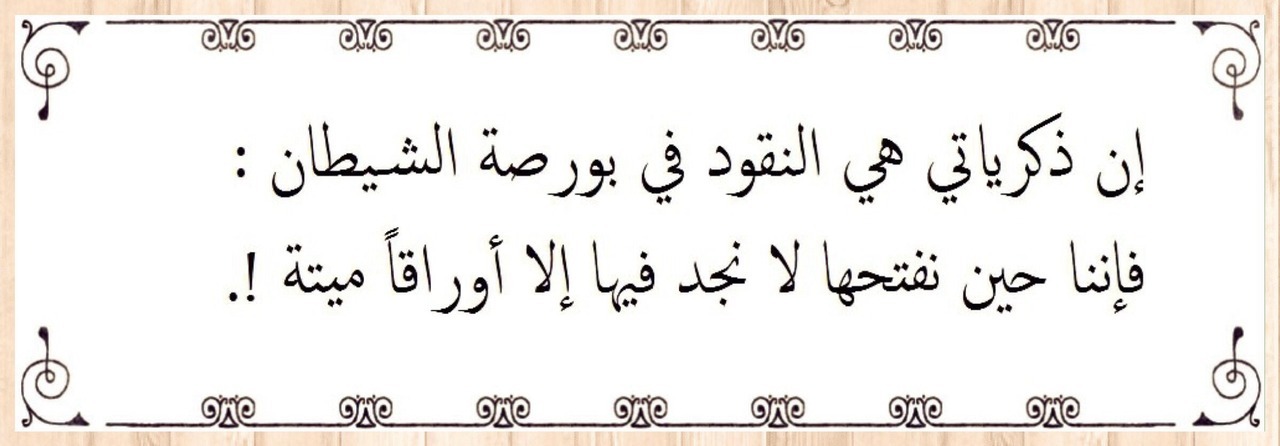 إن ذكرياتي هي النقود في بورصة الشيطان :
فإننا حين نفتحها لا نجد فيها إلا أوراقاً ميتة !.